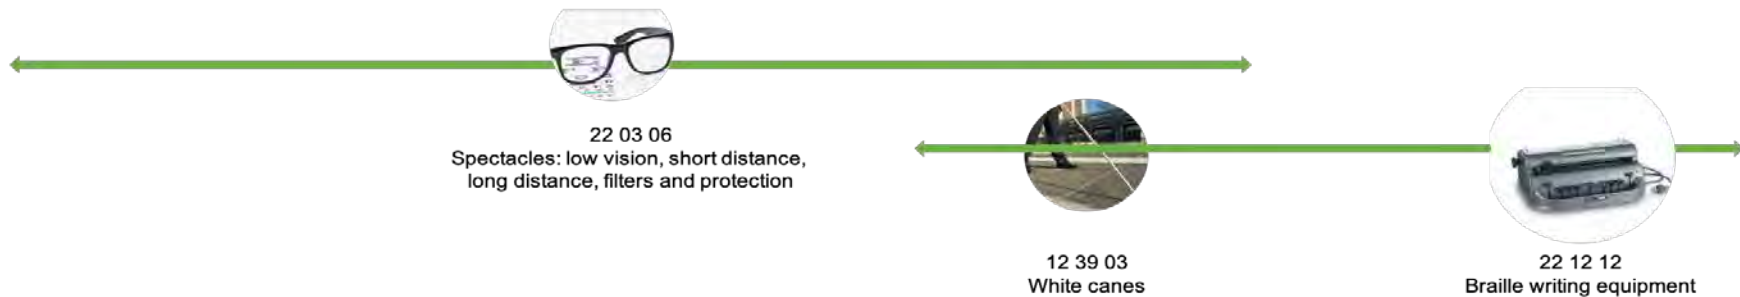 22 03 06
Spectacles: low vision, short distance,
long distance, filters and protection
12 39 03
White canes
22 12 12
Braille writing equipment